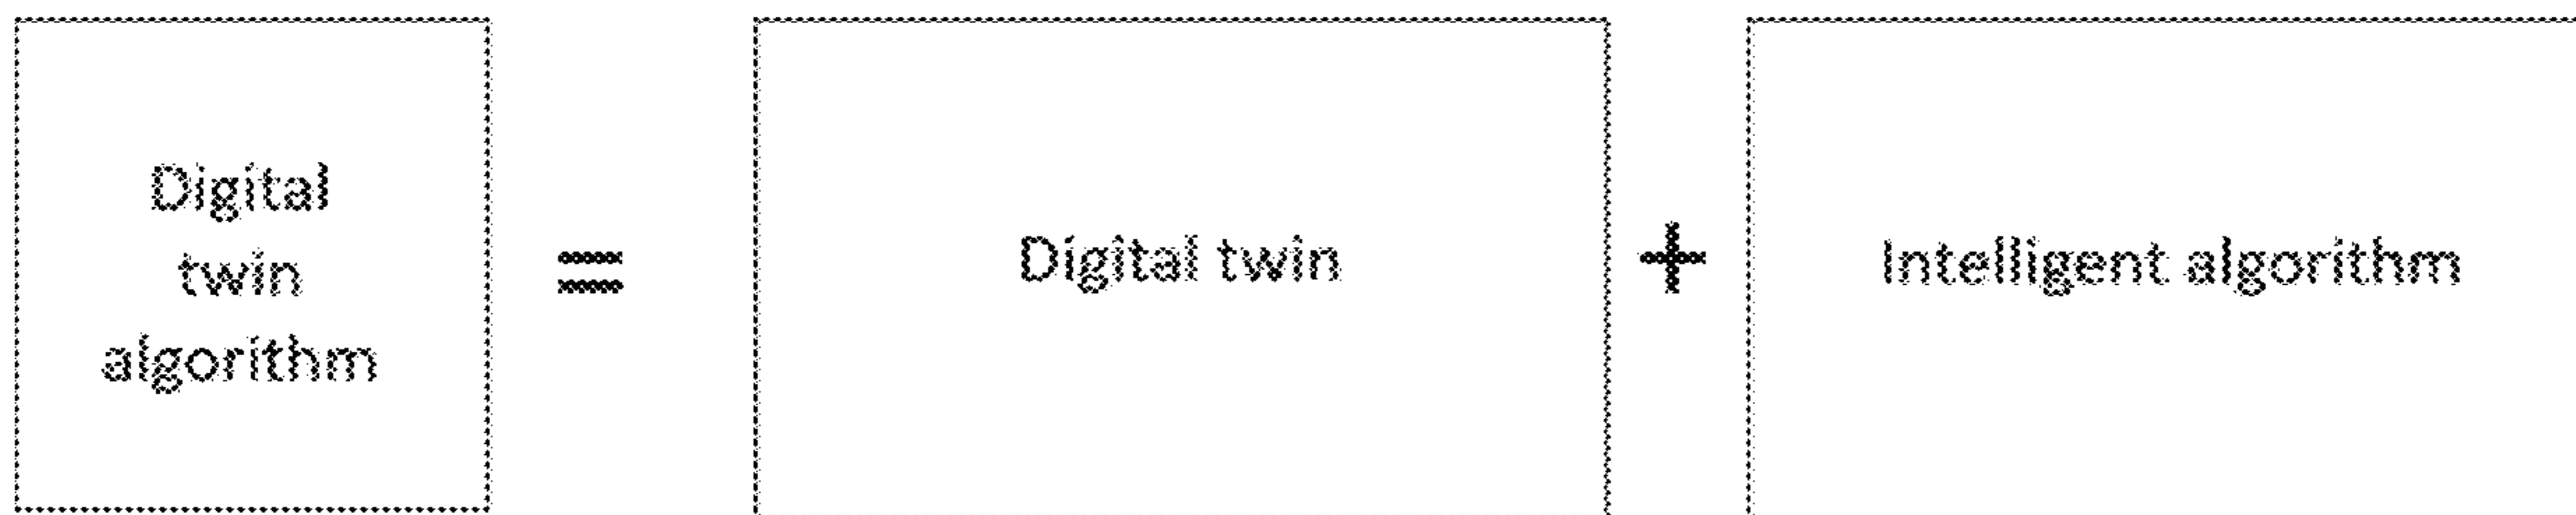 Digital
twin
algorithm
=
Digital twin
+
Intelligent algorithm